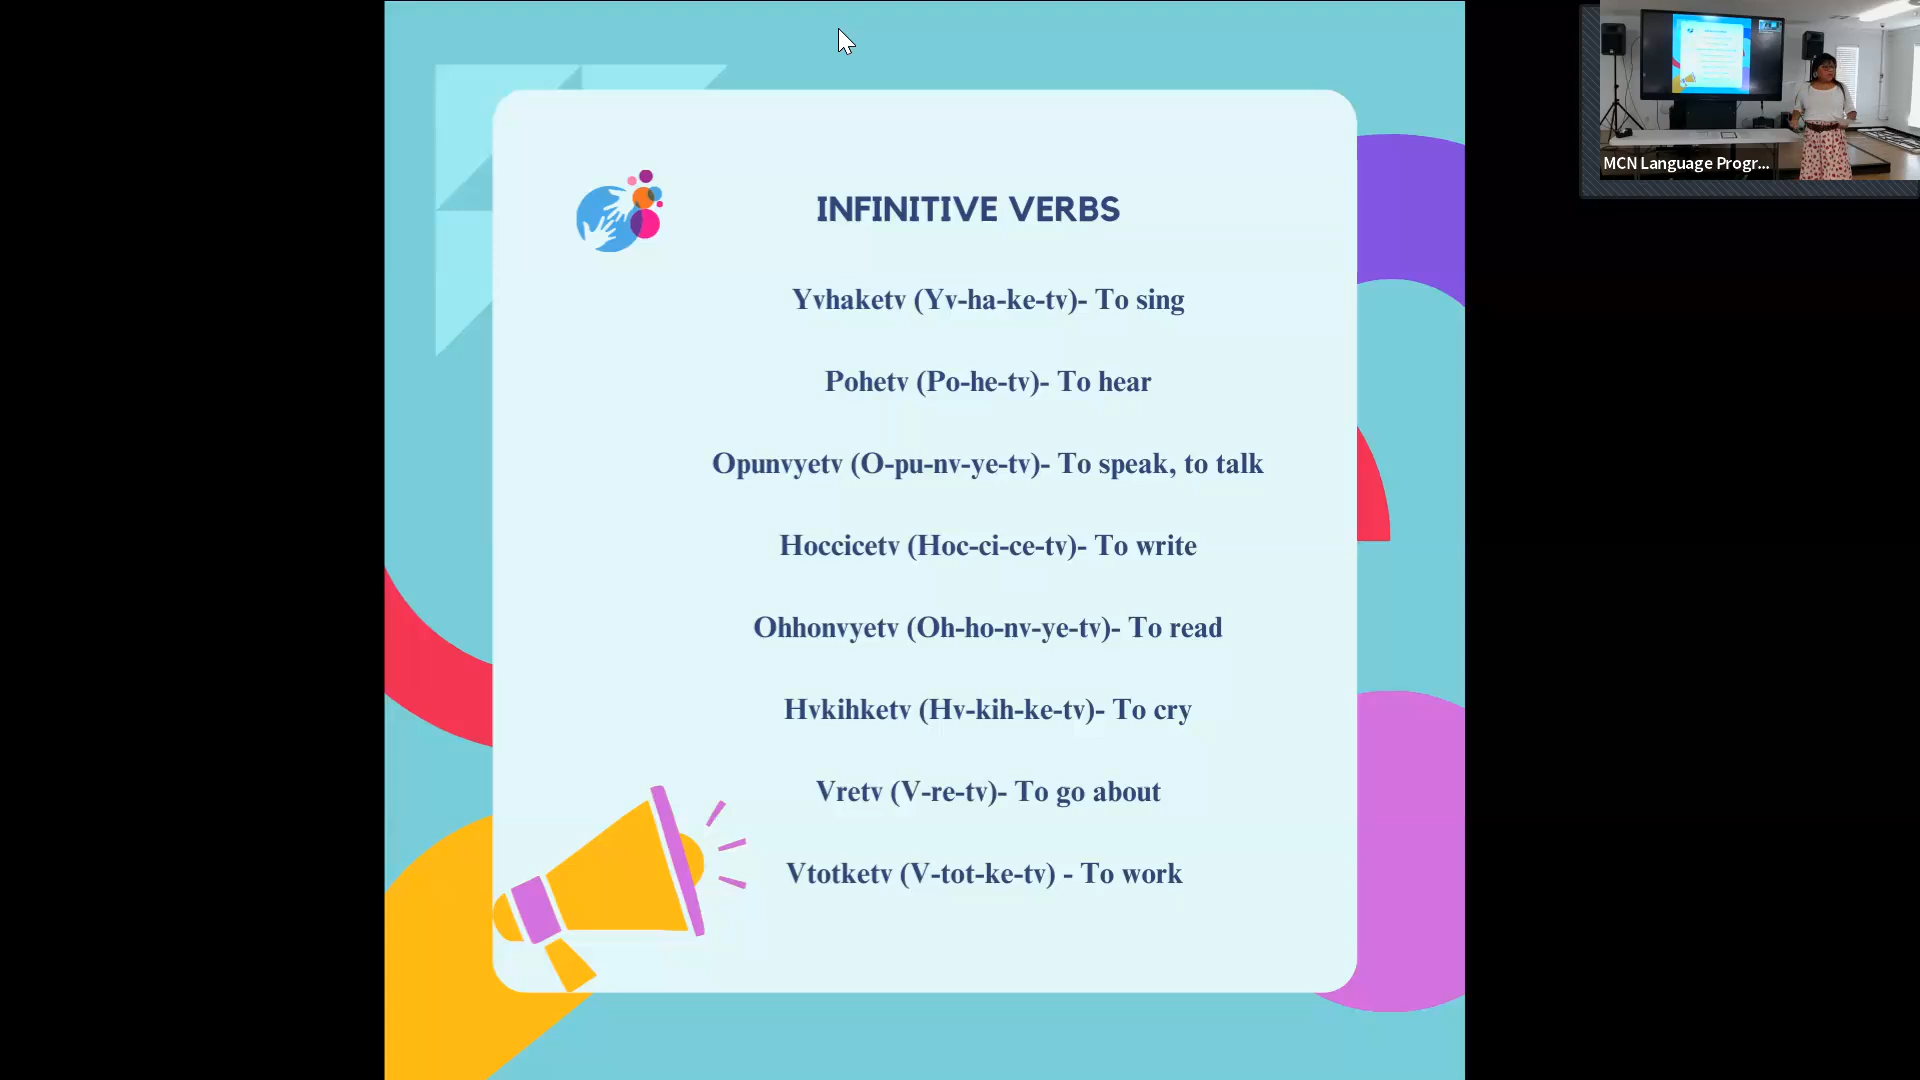 INFINITIVE VERBS
Yvhaketv (Yv-ha-ke-tv)- To sing
Pohetv (Po-he-tv)- To hear
Opunvyetv (O-pu-nv-ye-tv)- To speak, to talk
Hoccicetv (Hoc-ci-ce-tv)- To write
Ohhonvyetv (Oh-ho-nv-ye-tv)- To read
Hvkihketv (Hv-kih-ke-tv)- To cry
Vretv (V-re-tv)- To go about
Vtotketv (V-tot-ke-tv) - To work
MCN Language Progr...